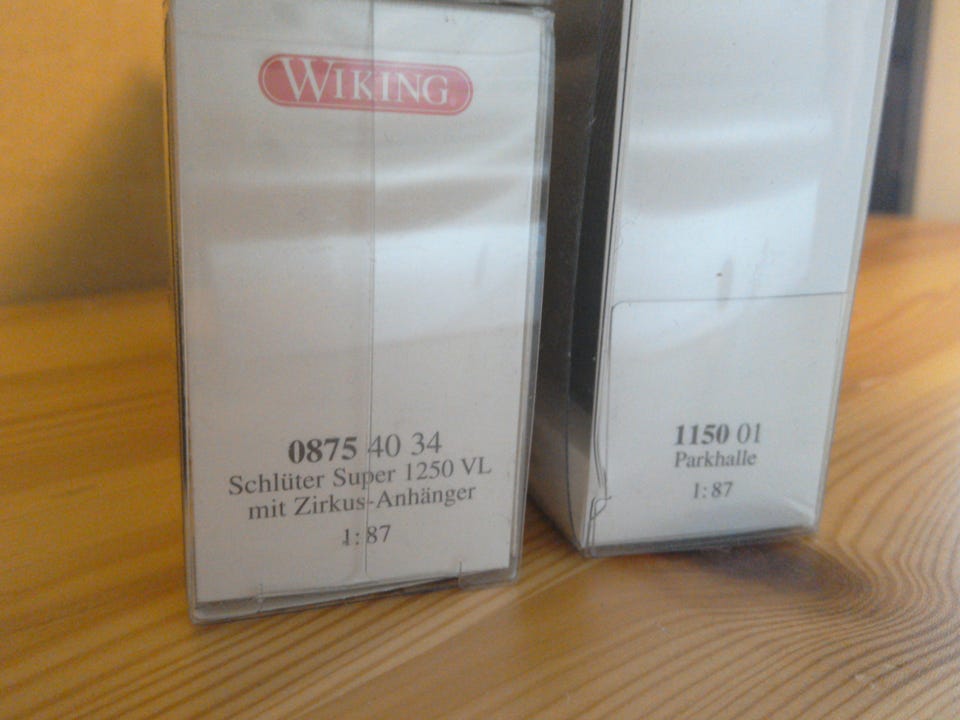 WIKING
0875 40 34
Schlüter Super 1250 VL
mit Zirkus-Anhänger
1:87
1150 01
Parkhalle
1:87